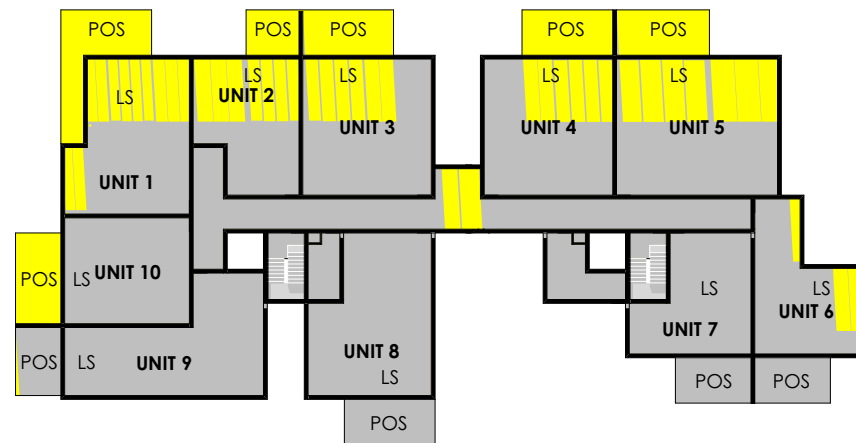 POS
POS
POS
POS
POS
LS
LS
UNIT 2
LS
UNIT 3
LS
UNIT 4
LS
UNIT 5
LS
UNIT 1
POS
LS
UNIT 10
POS
LS
UNIT 9
UNIT 8
LS
POS
LS
UNIT 7
LS
UNIT 6
POS
POS